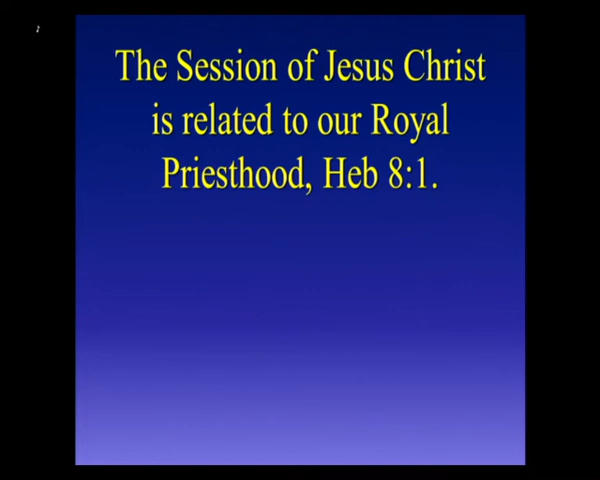 The Session of Jesus Christ
is related to our Royal
Priesthood, Heb 8:1.